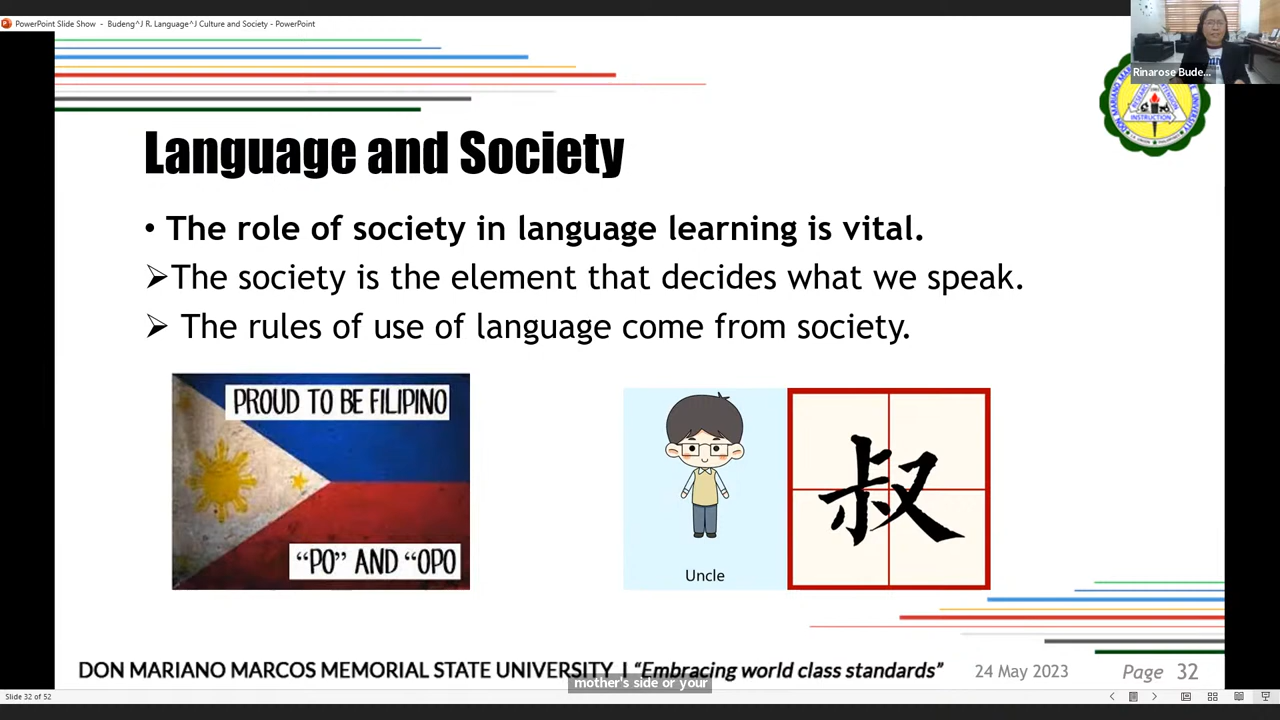 PowerPoint Slide Show - Budeng^J R. Language^J Culture and Society - PowerPoint
Rinarose Bude...
INSTRUCTION
Language and Society
• The role of society in language learning is vital.
➢The society is the element that decides what we speak.
➢ The rules of use of language come from society.
PROUD TO BE FILIPINO
“PO” AND “OPO
Uncle
叔
DON MARIANO MARCOS MEMORIAL STATE UNIVERSITY | “Embracing world class standards”
24 May 2023
Page 32
mother's side or your
Slide 32 of 52